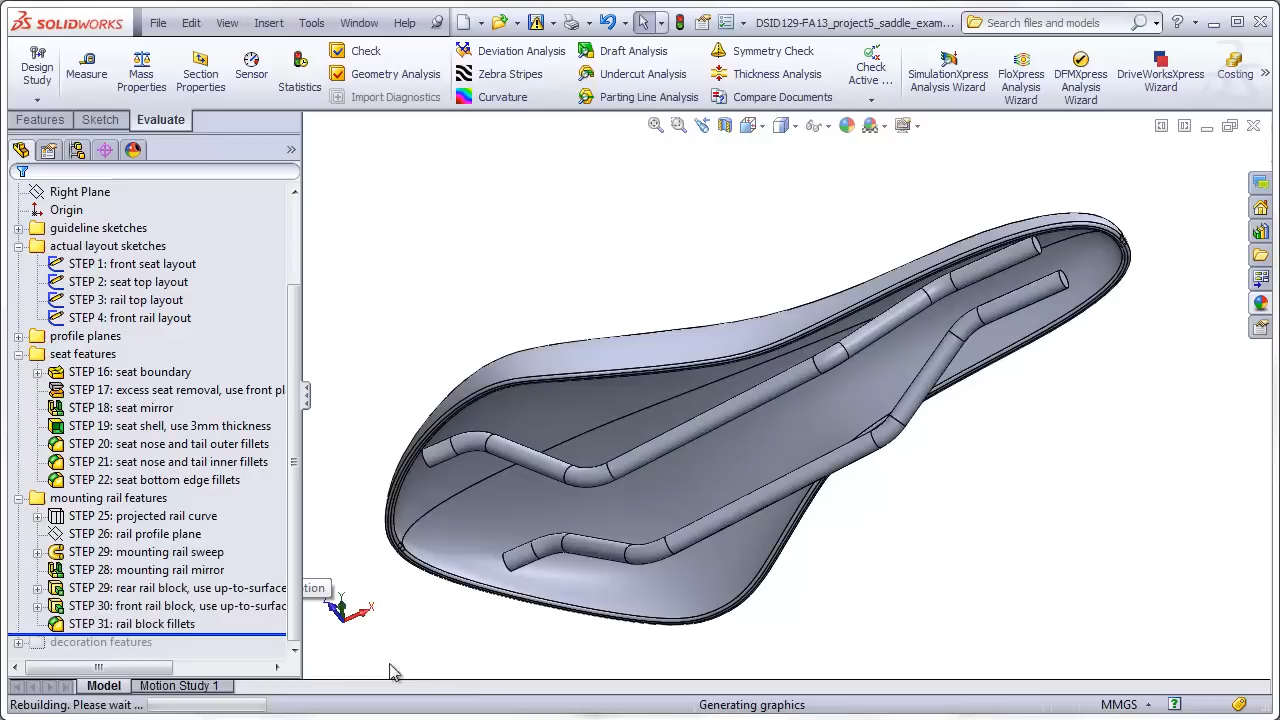 SOLIDWORKS
File Edit View Insert Tools Window Help
DSID129-FA13_project5_saddle_exam...
Search files and models
Design Study
Measure
Mass Properties
Section Properties
Sensor
Statistics
Check
Geometry Analysis
Import Diagnostics
Deviation Analysis
Zebra Stripes
Curvature
Draft Analysis
Undercut Analysis
Parting Line Analysis
Symmetry Check
Thickness Analysis
Compare Documents
Check Active ...
SimulationXpress Analysis Wizard
FloXpress Analysis Wizard
DFMXpress Analysis Wizard
DriveWorksXpress Wizard
Costing
Features Sketch Evaluate
Right Plane
Origin
guideline sketches
actual layout sketches
STEP 1: front seat layout
STEP 2: seat top layout
STEP 3: rail top layout
STEP 4: front rail layout
profile planes
seat features
STEP 16: seat boundary
STEP 17: excess seat removal, use front pl
STEP 18: seat mirror
STEP 19: seat shell, use 3mm thickness
STEP 20: seat nose and tail outer fillets
STEP 21: seat nose and tail inner fillets
STEP 22: seat bottom edge fillets
mounting rail features
STEP 25: projected rail curve
STEP 26: rail profile plane
STEP 29: mounting rail sweep
STEP 28: mounting rail mirror
STEP 29: rear rail block, use up-to-surface
tion
STEP 30: front rail block, use up-to-surfac
STEP 31: rail block fillets
decoration features
Y
X
Model Motion Study 1
Rebuilding. Please wait ...
Generating graphics
MMGS